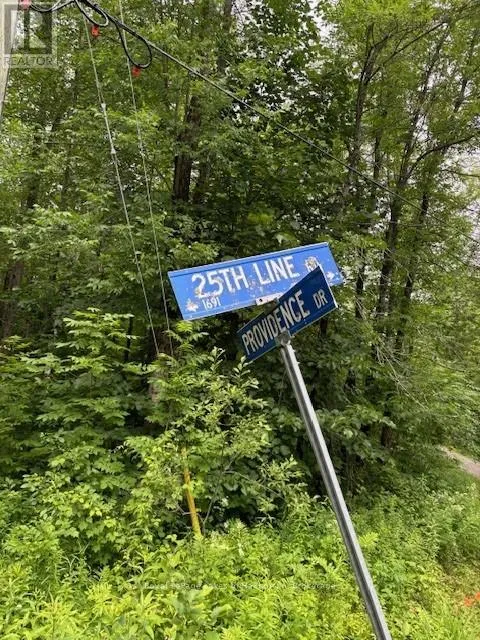 REALTOR
25TH LINE
1691
PROVIDENCE DR